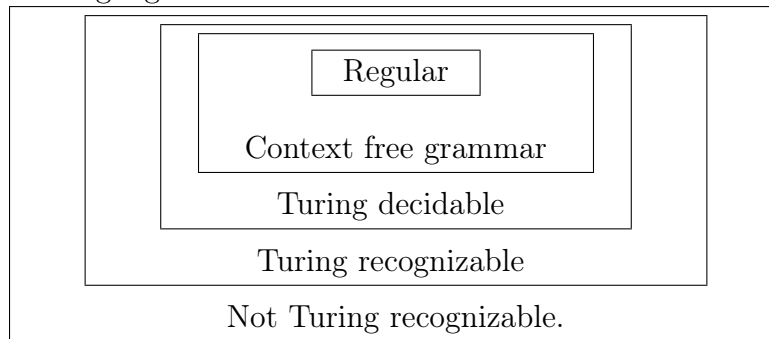 Regular
Context free grammar
Turing decidable
Turing recognizable
Not Turing recognizable.